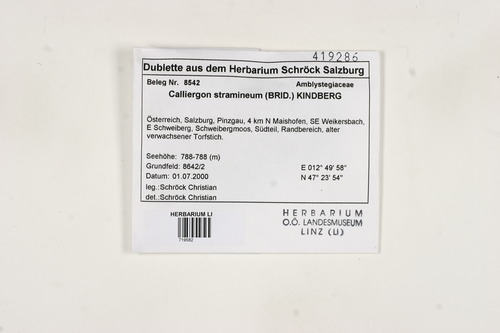 419286
Dublette aus dem Herbarium Schröck Salzburg
Beleg Nr. 8542 Amblystegiaceae
Calliergon stramineum (BRID.) KINDBERG
Österreich, Salzburg, Pinzgau, 4 km N Maishofen, SE Weikersbach,
E Schweiberg, Schweibergmoos, Südteil, Randbereich, alter
verwachsener Torfstich.
Seehöhe: 788-788 (m)
Grundfeld: 8642/2 E 012° 49' 58"
Datum: 01.07.2000 N 47° 23' 54"
leg.:Schröck Christian
det.:Schröck Christian
HERBARIUM LI
719582
HERBARIUM
O.Ö. LANDESMUSEUM
LINZ (LI)